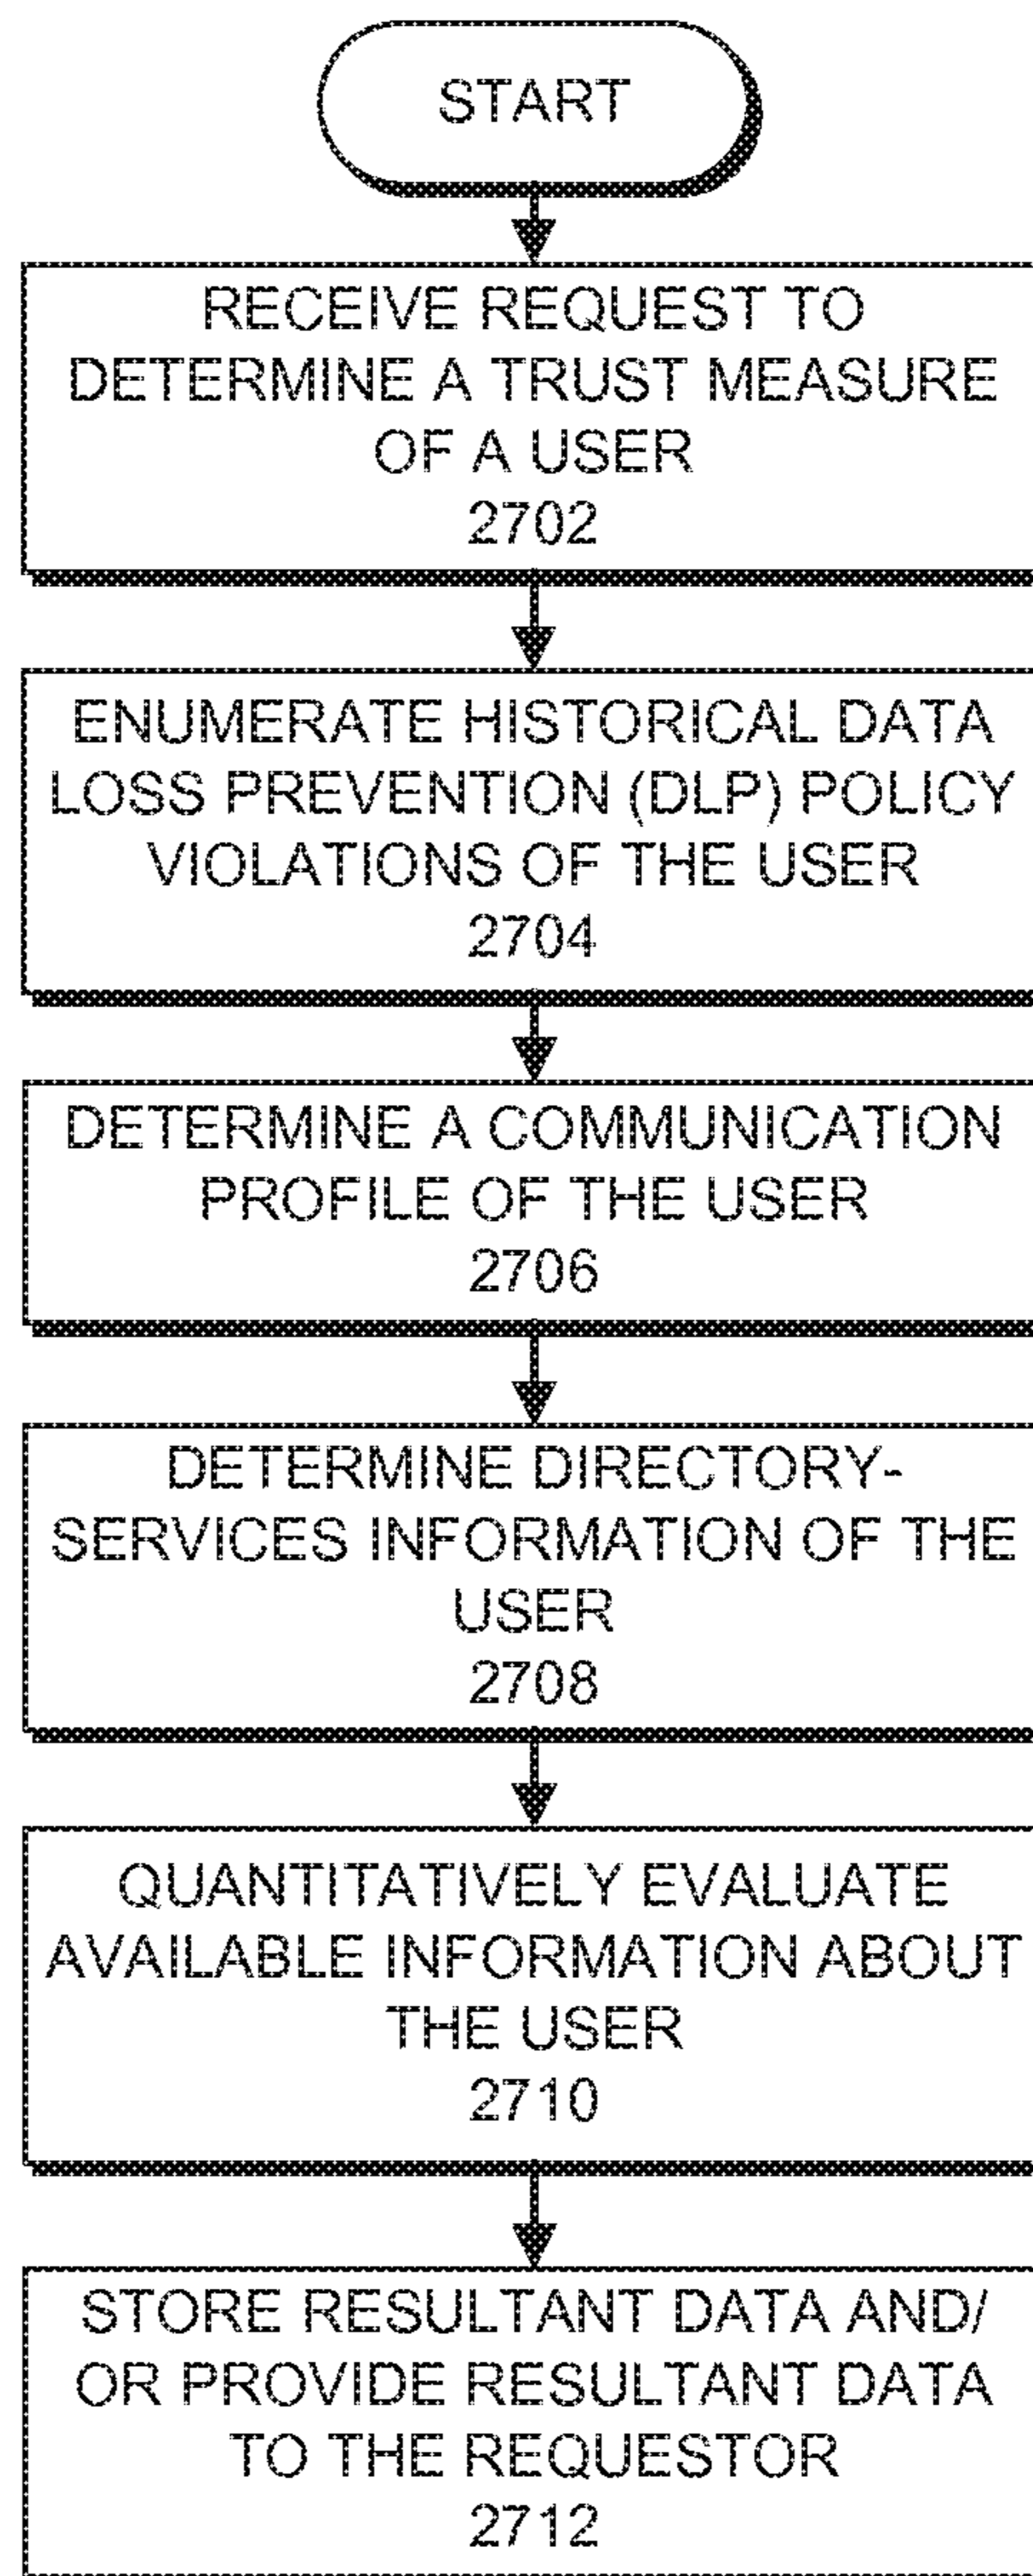 START
RECEIVE REQUEST TO
DETERMINE A TRUST MEASURE
OF A USER
2702
ENUMERATE HISTORICAL DATA
LOSS PREVENTION (DLP) POLICY
VIOLATIONS OF THE USER
2704
DETERMINE A COMMUNICATION
PROFILE OF THE USER
2706
DETERMINE DIRECTORY-
SERVICES INFORMATION OF THE
USER
2708
QUANTITATIVELY EVALUATE
AVAILABLE INFORMATION ABOUT
THE USER
2710
STORE RESULTANT DATA AND/
OR PROVIDE RESULTANT DATA
TO THE REQUESTOR
2712